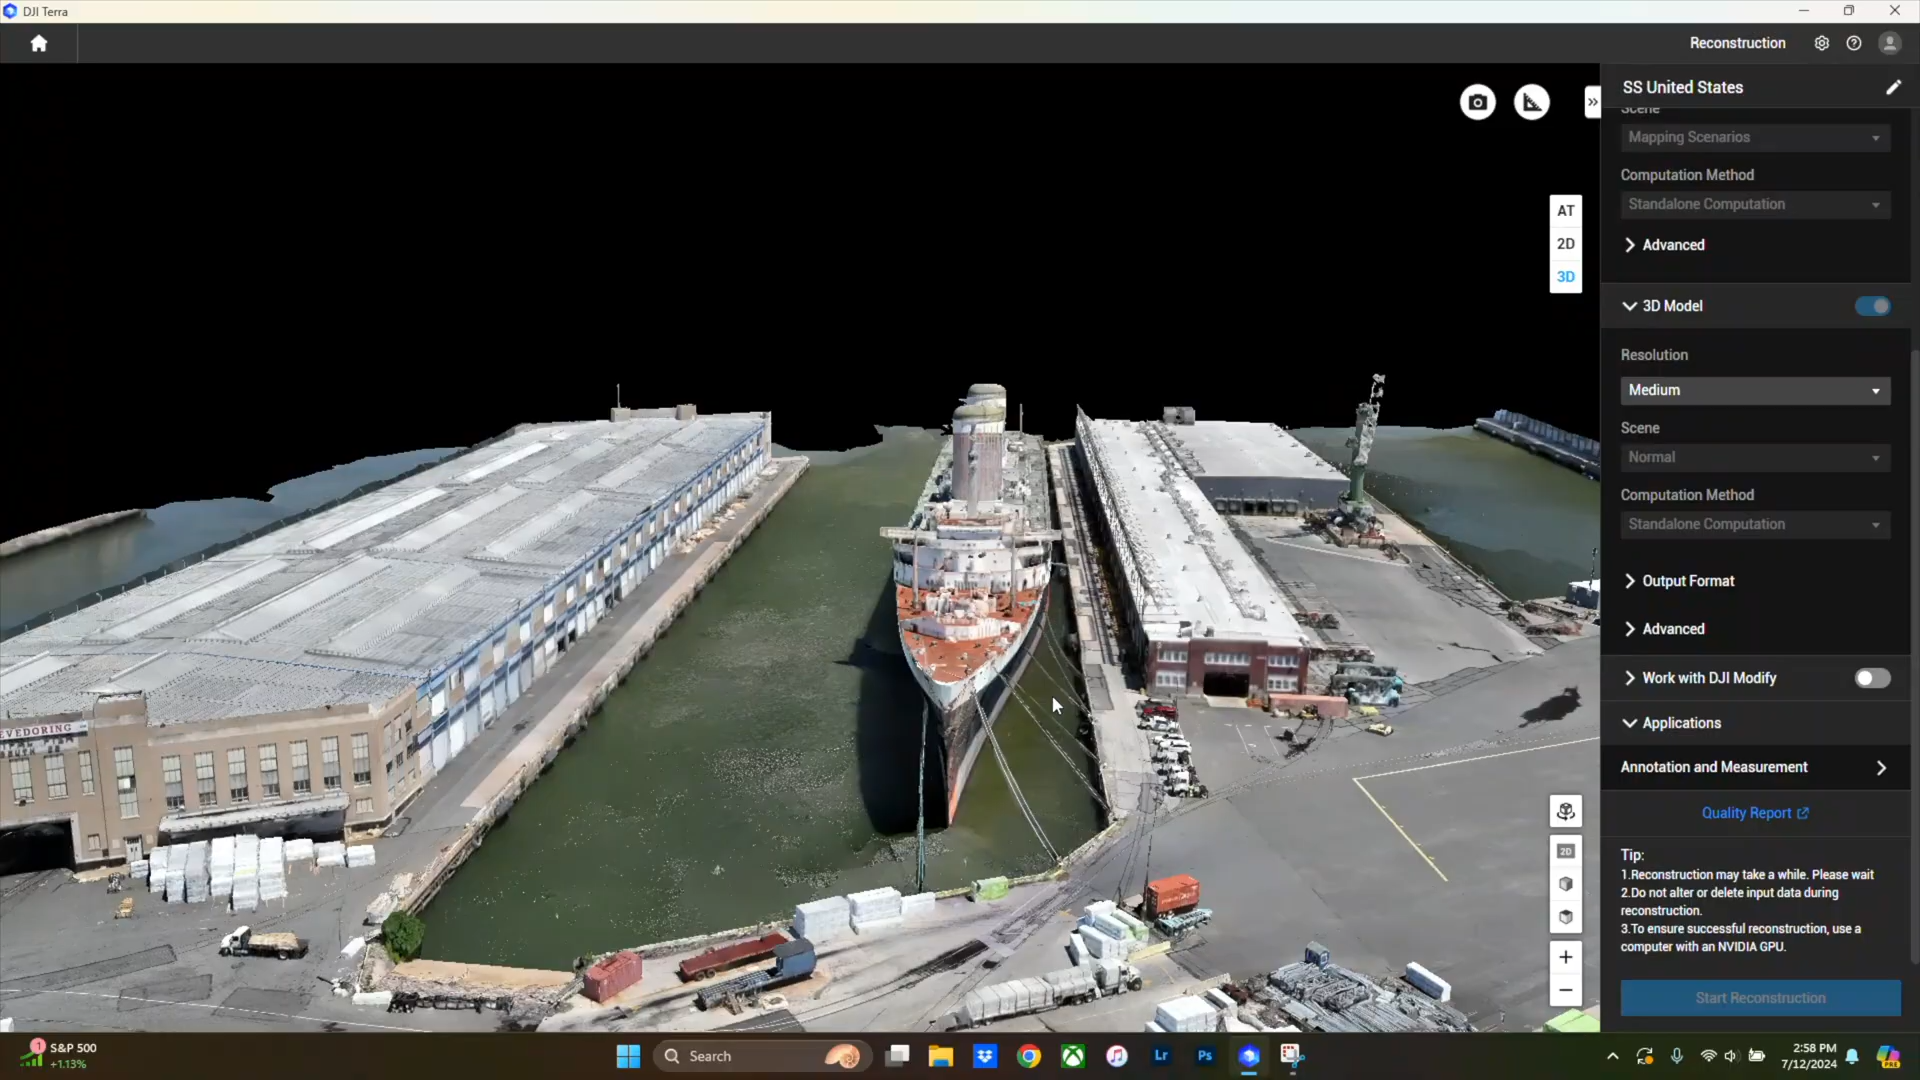 DJI Terra
Reconstruction
SS United States
Scene
Mapping Scenarios
Computation Method
Standalone Computation
Advanced
AT
2D
3D
3D Model
Resolution
Medium
Scene
Normal
Computation Method
Standalone Computation
Output Format
Advanced
Work with DJI Modify
Applications
Annotation and Measurement
Quality Report
Tip:
1.Reconstruction may take a while. Please wait
2.Do not alter or delete input data during
reconstruction.
3.To ensure successful reconstruction, use a
computer with an NVIDIA GPU.
Start Reconstruction
2D
EVEDORING
1
S&P 500
+1.13%
Search
Lr
Ps
2:58 PM
7/12/2024
PRE